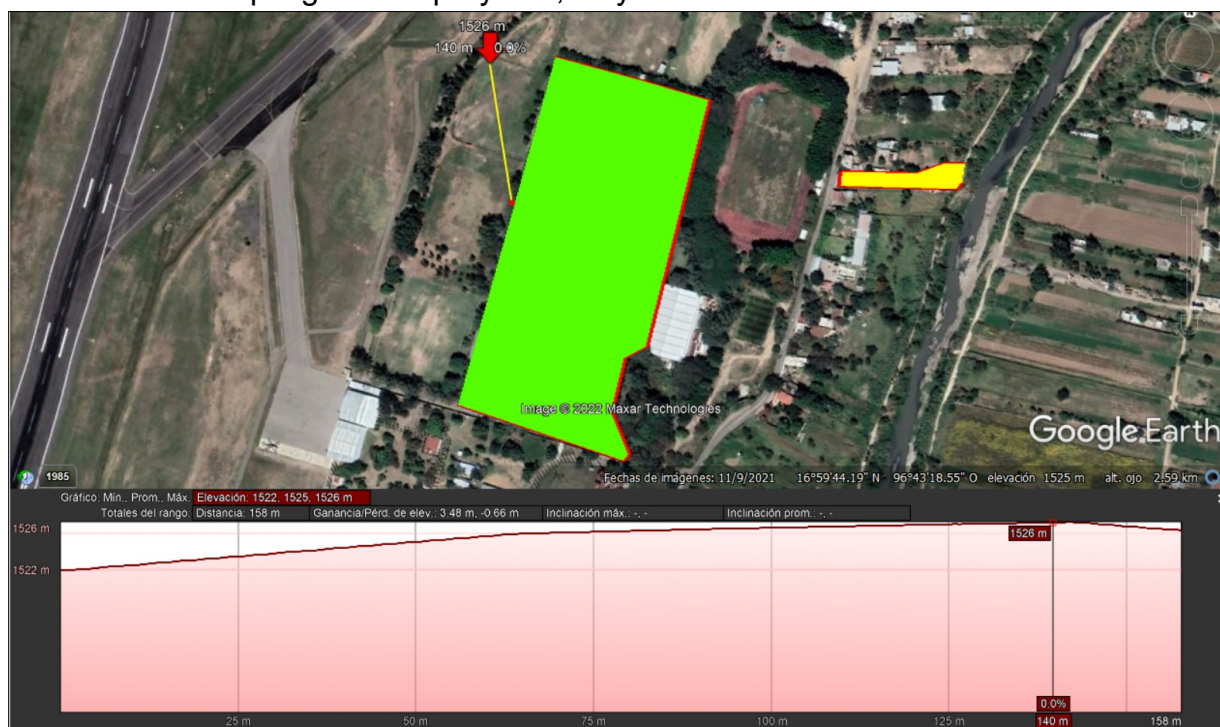 1526 m
140 m 0.0%
Image © 2022 Maxar Technologies
Google Earth
1985
Fechas de imágenes: 11/9/2021 16°59'44.19" N 96°43'18.55" O elevación 1525 m alt. ojo 2.59 km
Gráfico: Mín., Prom., Máx. Elevación: 1522, 1525, 1526 m
Totales del rango: Distancia: 158 m Ganancia/Pérd. de elev.: 3.48 m, -0.66 m Inclinación máx.: -, - Inclinación prom.: -, -
1526 m
1526 m
1522 m
0.0%
25 m 50 m 75 m 100 m 125 m 140 m 158 m